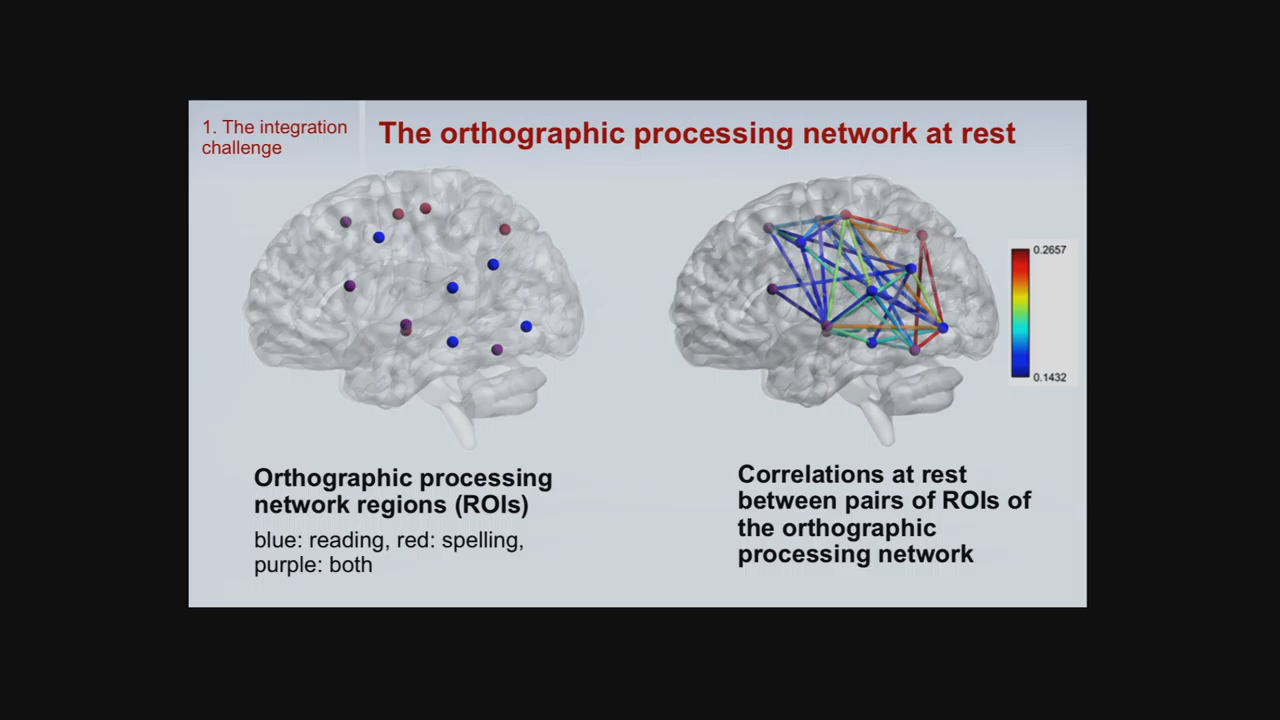 1. The integration
challenge
The orthographic processing network at rest
0.2657
0.1432
Orthographic processing
network regions (ROIs)
blue: reading, red: spelling,
purple: both
Correlations at rest
between pairs of ROIs of
the orthographic
processing network